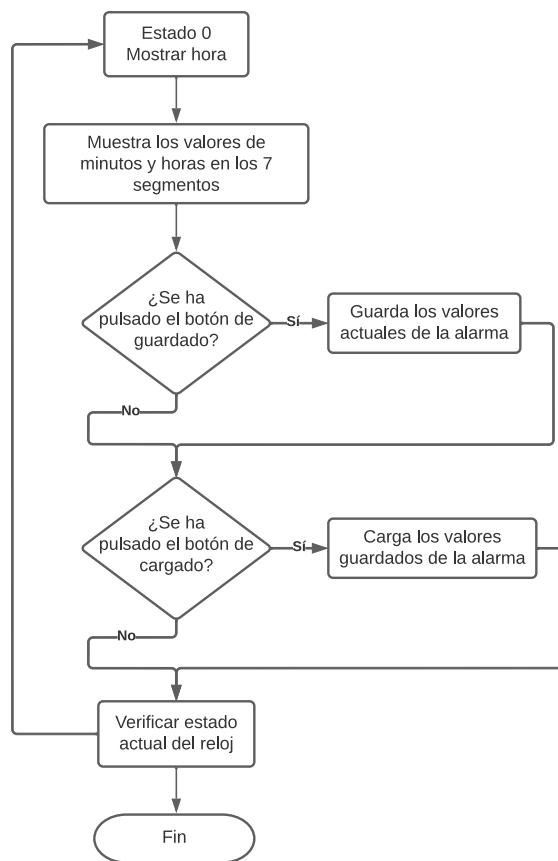 Estado 0
Mostrar hora
Muestra los valores de
minutos y horas en los 7
segmentos
¿Se ha
pulsado el botón de
guardado?
Sí
Guarda los valores
actuales de la alarma
No
¿Se ha
pulsado el botón de
cargado?
Sí
Carga los valores
guardados de la alarma
No
Verificar estado
actual del reloj
Fin